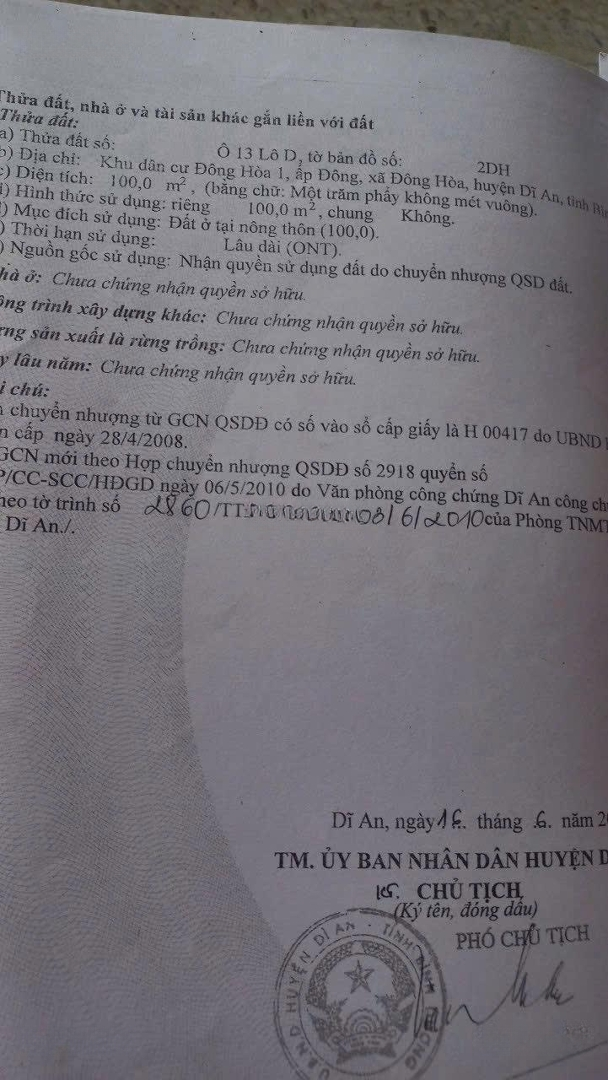 Thửa đất, nhà ở và tài sản khác gắn liền với đất
Thửa đất:
a) Thửa đất số: Ô 13 Lô D, tờ bản đồ số: 2DH
b) Địa chỉ: Khu dân cư Đông Hòa 1, ấp Đông, xã Đông Hòa, huyện Dĩ An, tỉnh
c) Diện tích: 100,0 m², (bằng chữ: Một trăm phẩy không mét vuông).
) Hình thức sử dụng: riêng 100,0 m², chung Không.
) Mục đích sử dụng: Đất ở tại nông thôn (100,0).
) Thời hạn sử dụng: Lâu dài (ONT).
) Nguồn gốc sử dụng: Nhận quyền sử dụng đất do chuyển nhượng QSD đất.
hà ở: Chưa chứng nhận quyền sở hữu.
ông trình xây dựng khác: Chưa chứng nhận quyền sở hữu.
ừng sản xuất là rừng trồng: Chưa chứng nhận quyền sở hữu.
y lâu năm: Chưa chứng nhận quyền sở hữu.
i chú:
chuyển nhượng từ GCN QSDĐ có số vào sổ cấp giấy là H 00417 do UBND
n cấp ngày 28/4/2008.
GCN mới theo Hợp chuyển nhượng QSDĐ số 2918 quyển số
P/CC-SCC/HĐGD ngày 06/5/2010 do Văn phòng công chứng Dĩ An công ch
heo tờ trình số 2860/TT 08/6/2010 của Phòng TNMT
Dĩ An./.
Dĩ An, ngày 16 tháng 6 năm 2
TM. ỦY BAN NHÂN DÂN HUYỆN D
KT. CHỦ TỊCH
(Ký tên, đóng dấu)
PHÓ CHỦ TỊCH
U.B.N.D HUYỆN DĨ AN - TỈNH BÌNH DƯƠNG